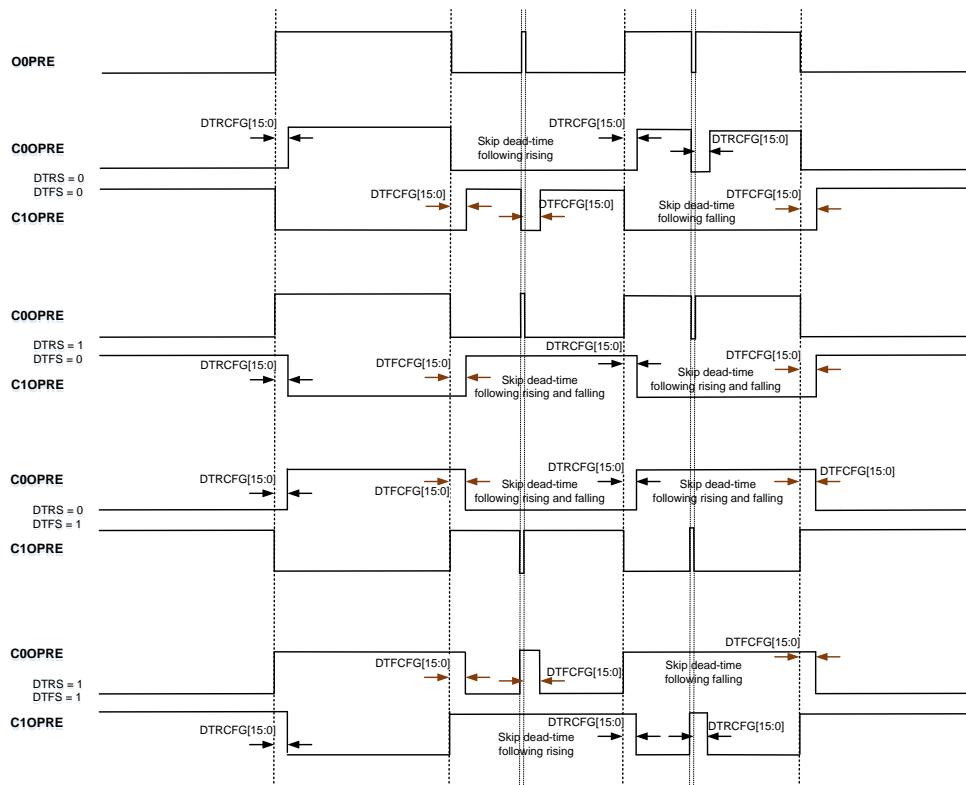 O0PRE
DTRCFG[15:0]
DTRCFG[15:0]
Skip dead-time
following rising
DTRCFG[15:0]
C0OPRE
DTRS = 0
DTFS = 0
C1OPRE
DTFCFG[15:0]
DTFCFG[15:0]
Skip dead-time
following falling
DTFCFG[15:0]
C0OPRE
DTRS = 1
DTFS = 0
C1OPRE
DTRCFG[15:0]
DTFCFG[15:0]
DTRCFG[15:0]
DTFCFG[15:0]
Skip dead-time
following rising and falling
Skip dead-time
following rising and falling
C0OPRE
DTRS = 0
DTFS = 1
C1OPRE
DTRCFG[15:0]
DTFCFG[15:0]
Skip dead-time
following rising and falling
DTRCFG[15:0]
Skip dead-time
following rising and falling
DTFCFG[15:0]
C0OPRE
DTRS = 1
DTFS = 1
C1OPRE
DTFCFG[15:0]
DTFCFG[15:0]
DTFCFG[15:0]
Skip dead-time
following falling
DTRCFG[15:0]
DTRCFG[15:0]
DTRCFG[15:0]
Skip dead-time
following rising